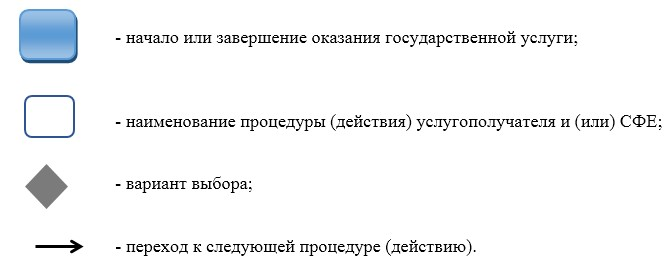 - начало или завершение оказания государственной услуги;
- наименование процедуры (действия) услугополучателя и (или) СФЕ;
- вариант выбора;
- переход к следующей процедуре (действию).